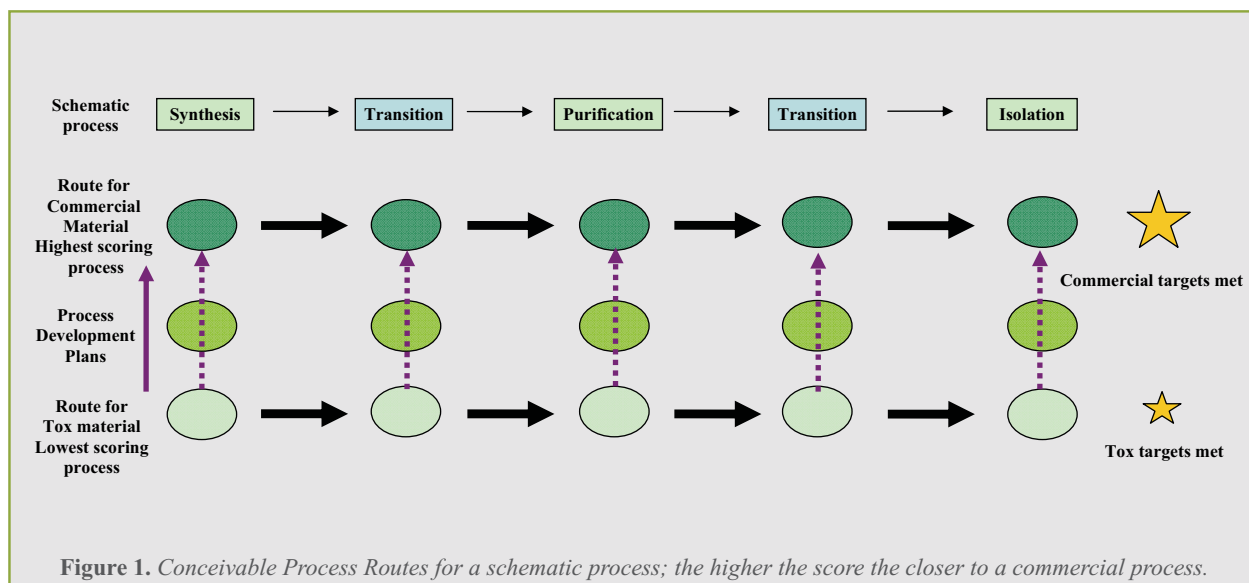 Schematic
process
Synthesis
Transition
Purification
Transition
Isolation
Route for
Commercial
Material
Highest scoring
process
Commercial targets met
Process
Development
Plans
Route for
Tox material
Lowest scoring
process
Tox targets met
Figure 1. Conceivable Process Routes for a schematic process; the higher the score the closer to a commercial process.